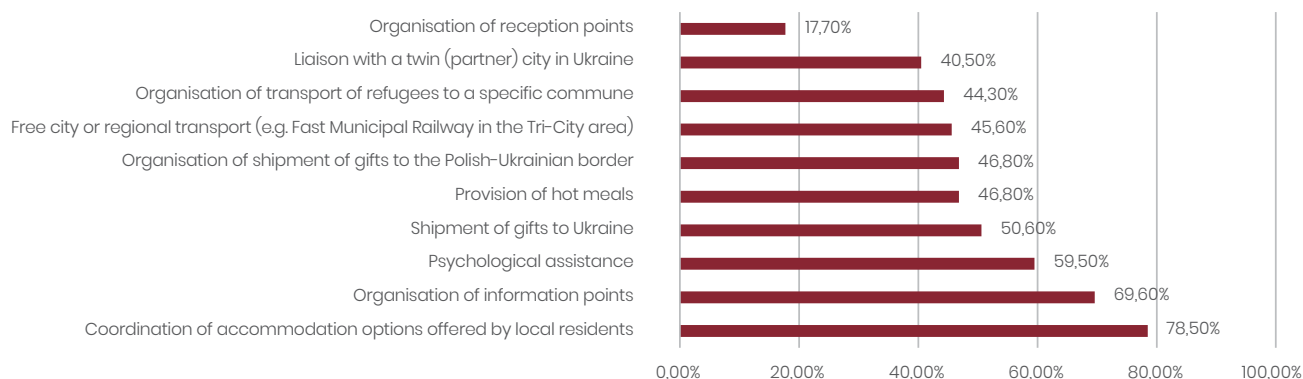 Organisation of reception points 17,70%
Liaison with a twin (partner) city in Ukraine 40,50%
Organisation of transport of refugees to a specific commune 44,30%
Free city or regional transport (e.g. Fast Municipal Railway in the Tri-City area) 45,60%
Organisation of shipment of gifts to the Polish-Ukrainian border 46,80%
Provision of hot meals 46,80%
Shipment of gifts to Ukraine 50,60%
Psychological assistance 59,50%
Organisation of information points 69,60%
Coordination of accommodation options offered by local residents 78,50%
0,00% 20,00% 40,00% 60,00% 80,00% 100,00%